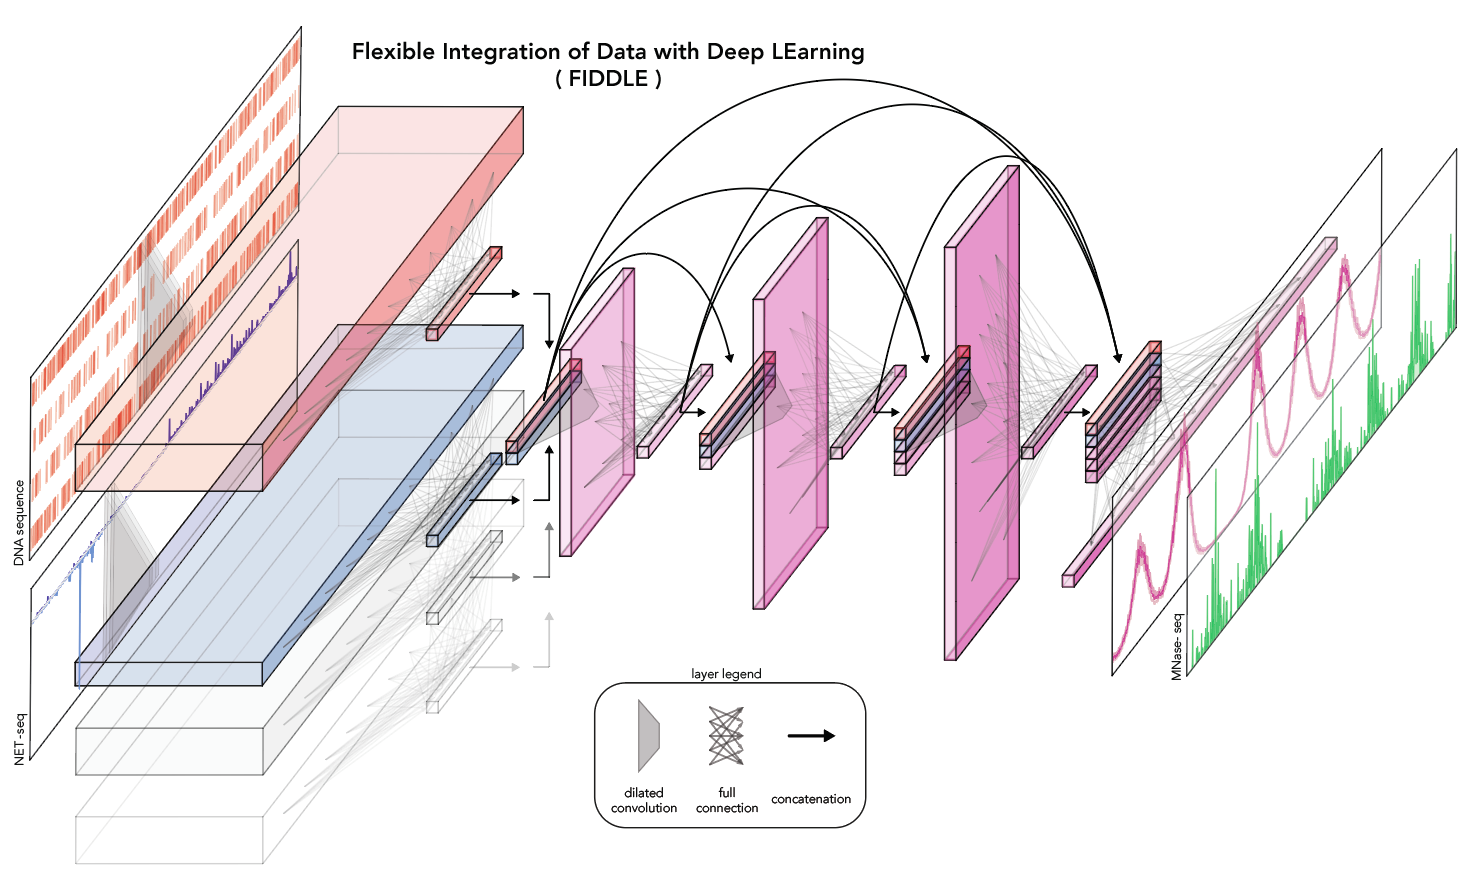 Flexible Integration of Data with Deep LEarning
( FIDDLE )
DNA sequence
NET-seq
MNase- seq
layer legend
dilated
convolution
full
connection
concatenation